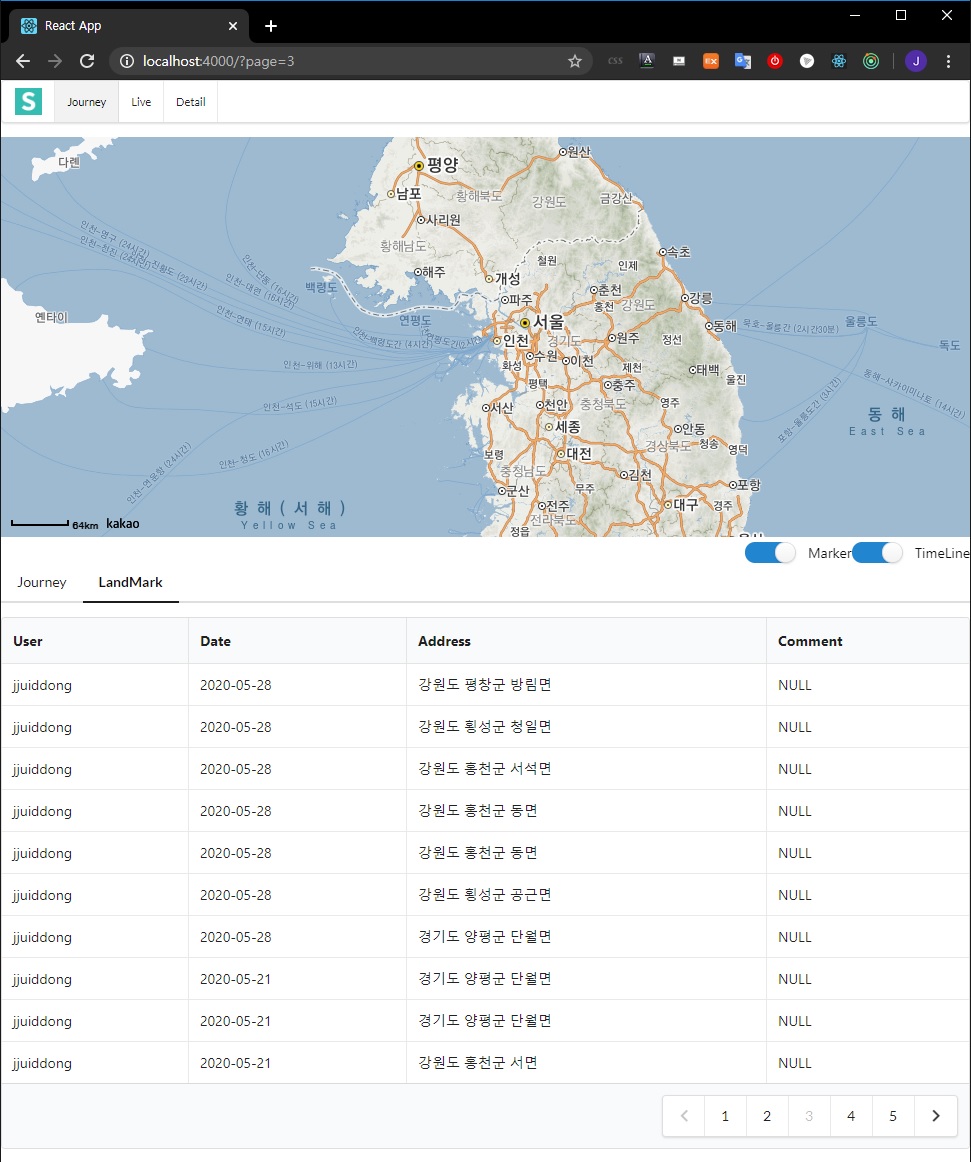 React App
localhost:4000/?page=3
CSS
A
EX
J
S
Journey
Live
Detail
다롄
평양
원산
남포
황해북도
강원도
금강산
사리원
황해남도
인천-영구 (24시간)
인천-단동 (16시간)
인천-대련 (16시간)
속초
철원
인제
해주
개성
백령도
옌타이
파주
춘천
홍천
강원도
강릉
연평도
인천-연태 (15시간)
서울
동해
묵호-울릉간 (2시간30분)
울릉도
인천
경기도
원주
정선
독도
인천-백령도간 (4시간)
수원
이천
인천-위해 (13시간)
화성
제천
태백
울진
평택
충주
동해-사카이미나토 (14시간)
포항-울릉도간 (3시간)
인천-석도 (15시간)
서산
천안
충청북도
영주
동 해
East Sea
세종
안동
청송
영덕
경상북도
보령
대전
인천-청도 (16시간)
인천-연운항 (24시간)
충청남도
김천
포항
군산
무주
황 해 ( 서 해 )
Yellow Sea
전주
대구
경주
전라북도
정읍
64km kakao
Marker
TimeLine
Journey
LandMark
User Date Address Comment
jjuiddong 2020-05-28 강원도 평창군 방림면 NULL
jjuiddong 2020-05-28 강원도 횡성군 청일면 NULL
jjuiddong 2020-05-28 강원도 홍천군 서석면 NULL
jjuiddong 2020-05-28 강원도 홍천군 동면 NULL
jjuiddong 2020-05-28 강원도 홍천군 동면 NULL
jjuiddong 2020-05-28 강원도 횡성군 공근면 NULL
jjuiddong 2020-05-28 경기도 양평군 단월면 NULL
jjuiddong 2020-05-21 경기도 양평군 단월면 NULL
jjuiddong 2020-05-21 경기도 양평군 단월면 NULL
jjuiddong 2020-05-21 강원도 홍천군 서면 NULL
1 2 3 4 5